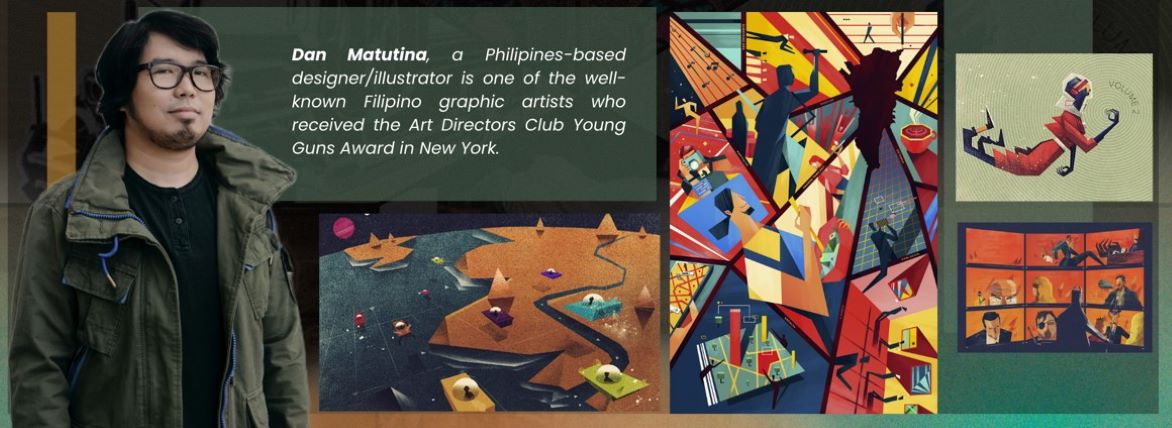 Dan Matutina, a Philipines-based
designer/illustrator is one of the well-
known Filipino graphic artists who
received the Art Directors Club Young
Guns Award in New York.
VOLUME 2